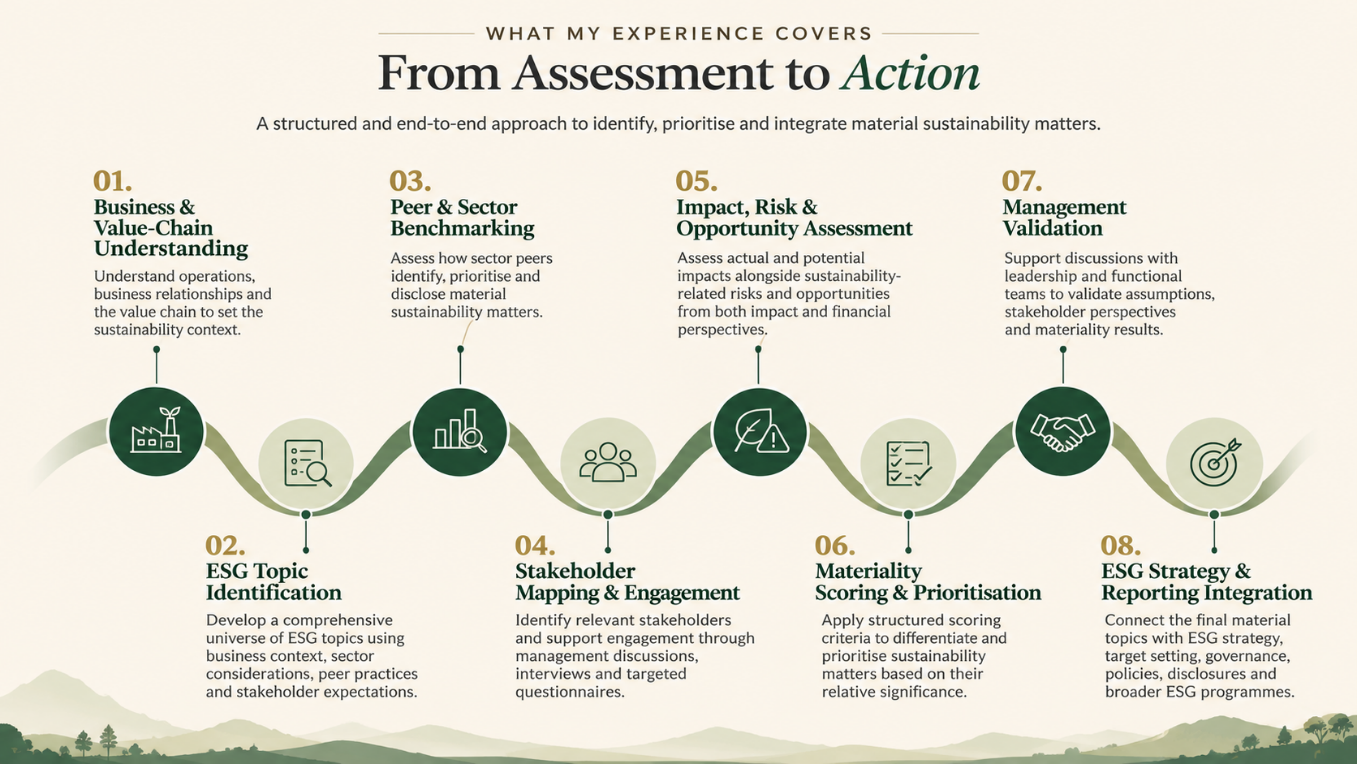 WHAT MY EXPERIENCE COVERS
From Assessment to Action
A structured and end-to-end approach to identify, prioritise and integrate material sustainability matters.
01.
Business &
Value-Chain
Understanding
Understand operations,
business relationships and
the value chain to set the
sustainability context.
02.
ESG Topic
Identification
Develop a comprehensive
universe of ESG topics using
business context, sector
considerations, peer practices
and stakeholder expectations.
03.
Peer & Sector
Benchmarking
Assess how sector peers
identify, prioritise and
disclose material
sustainability matters.
04.
Stakeholder
Mapping & Engagement
Identify relevant stakeholders
and support engagement through
management discussions,
interviews and targeted
questionnaires.
05.
Impact, Risk &
Opportunity Assessment
Assess actual and potential
impacts alongside sustainability-
related risks and opportunities
from both impact and financial
perspectives.
06.
Materiality
Scoring & Prioritisation
Apply structured scoring
criteria to differentiate and
prioritise sustainability
matters based on their
relative significance.
07.
Management
Validation
Support discussions with
leadership and functional
teams to validate assumptions,
stakeholder perspectives
and materiality results.
08.
ESG Strategy &
Reporting Integration
Connect the final material
topics with ESG strategy,
target setting, governance,
policies, disclosures and
broader ESG programmes.